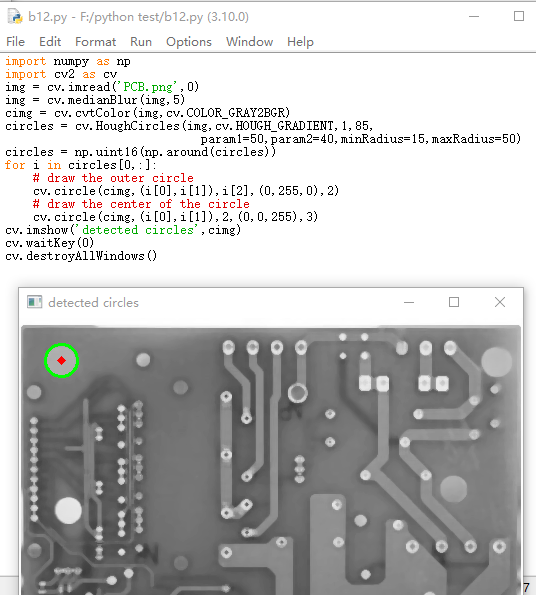 b12.py - F:/python test/b12.py (3.10.0)
File Edit Format Run Options Window Help
import numpy as np
import cv2 as cv
img = cv.imread('PCB.png',0)
img = cv.medianBlur(img,5)
cimg = cv.cvtColor(img,cv.COLOR_GRAY2BGR)
circles = cv.HoughCircles(img,cv.HOUGH_GRADIENT,1,85,
param1=50,param2=40,minRadius=15,maxRadius=50)
circles = np.uint16(np.around(circles))
for i in circles[0,:]:
# draw the outer circle
cv.circle(cimg,(i[0],i[1]),i[2],(0,255,0),2)
# draw the center of the circle
cv.circle(cimg,(i[0],i[1]),2,(0,0,255),3)
cv.imshow('detected circles',cimg)
cv.waitKey(0)
cv.destroyAllWindows()
detected circles
7